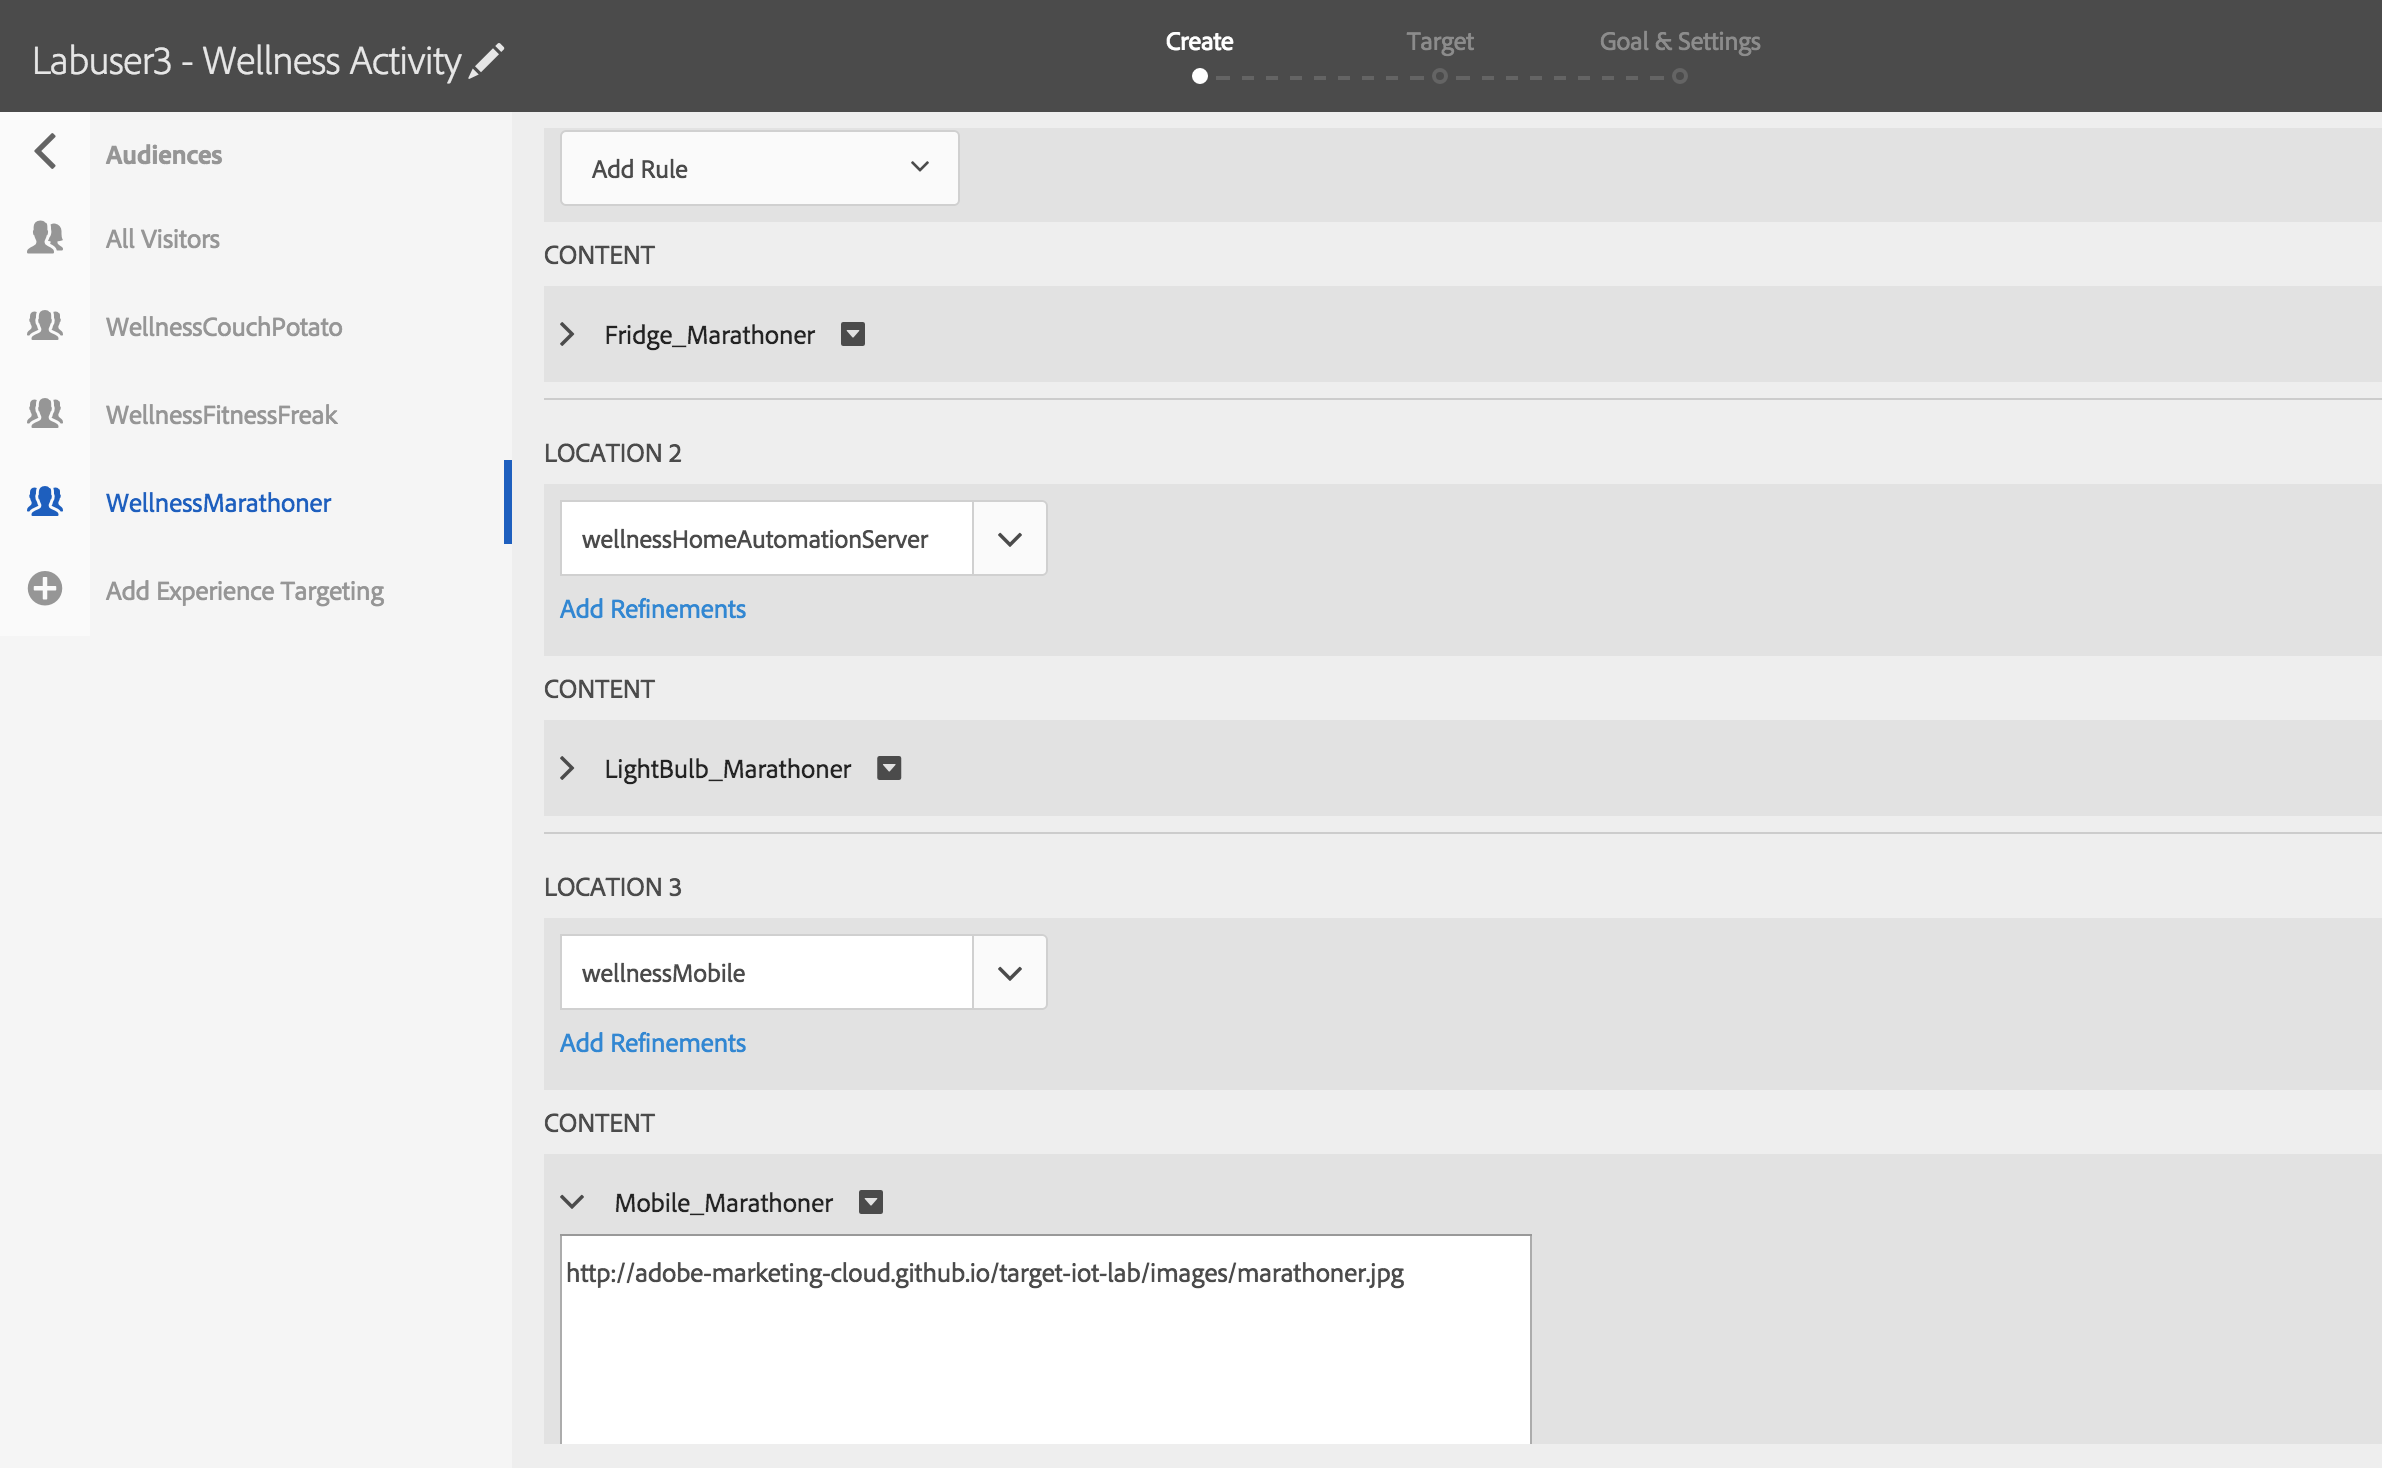 Labuser3 - Wellness Activity
Create
Target
Goal & Settings
Audiences
All Visitors
WellnessCouchPotato
WellnessFitnessFreak
WellnessMarathoner
Add Experience Targeting
Add Rule
CONTENT
Fridge_Marathoner
LOCATION 2
wellnessHomeAutomationServer
Add Refinements
CONTENT
LightBulb_Marathoner
LOCATION 3
wellnessMobile
Add Refinements
CONTENT
Mobile_Marathoner
http://adobe-marketing-cloud.github.io/target-iot-lab/images/marathoner.jpg